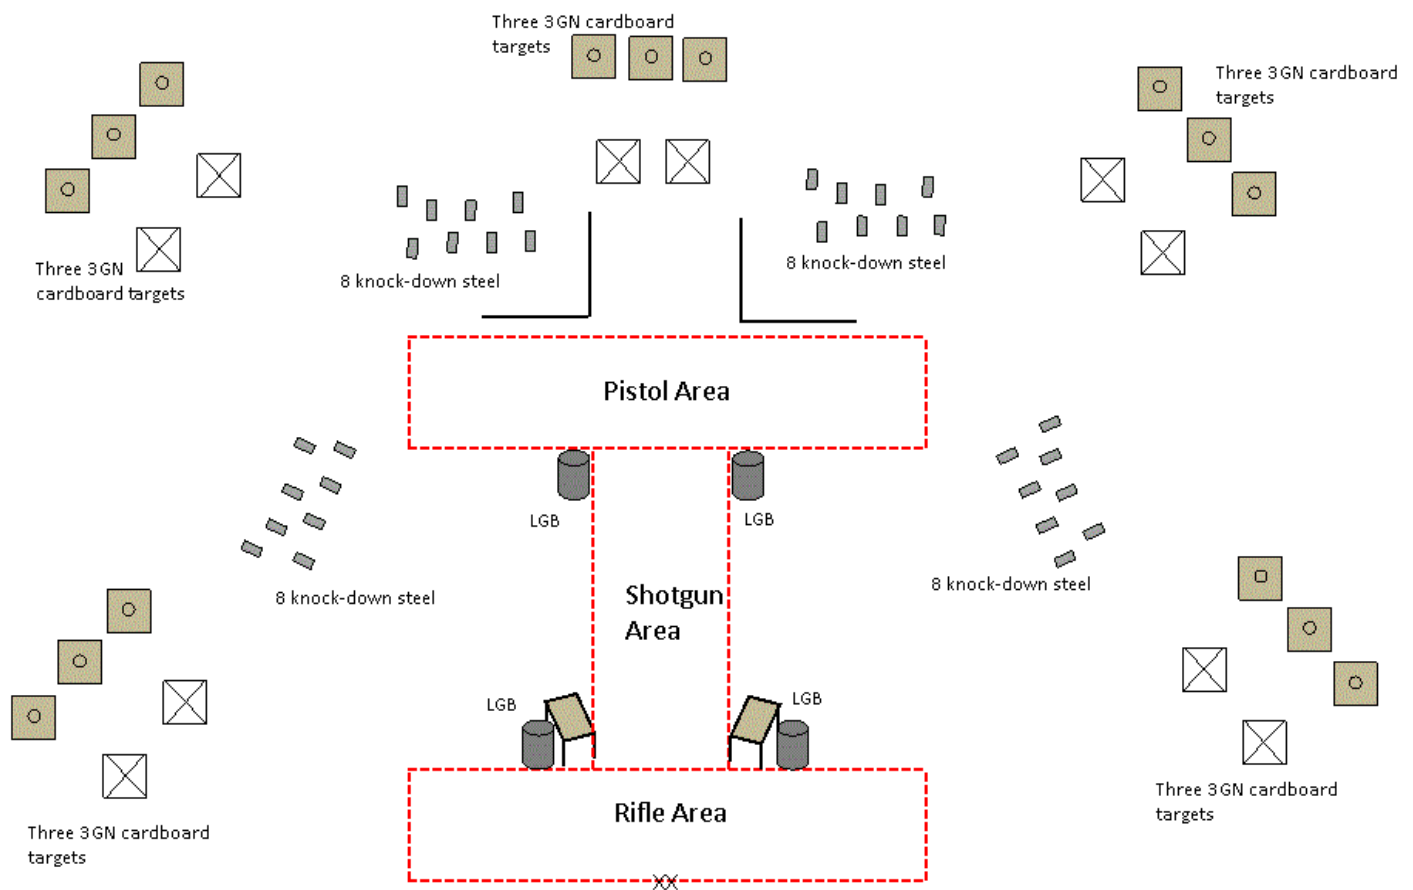 Three 3GN cardboard
targets
Three 3GN cardboard
targets
Three 3GN
cardboard targets
8 knock-down steel
8 knock-down steel
Pistol Area
LGB
LGB
8 knock-down steel
8 knock-down steel
Shotgun
Area
LGB
LGB
Three 3GN cardboard
targets
Rifle Area
Three 3GN cardboard
targets
XX